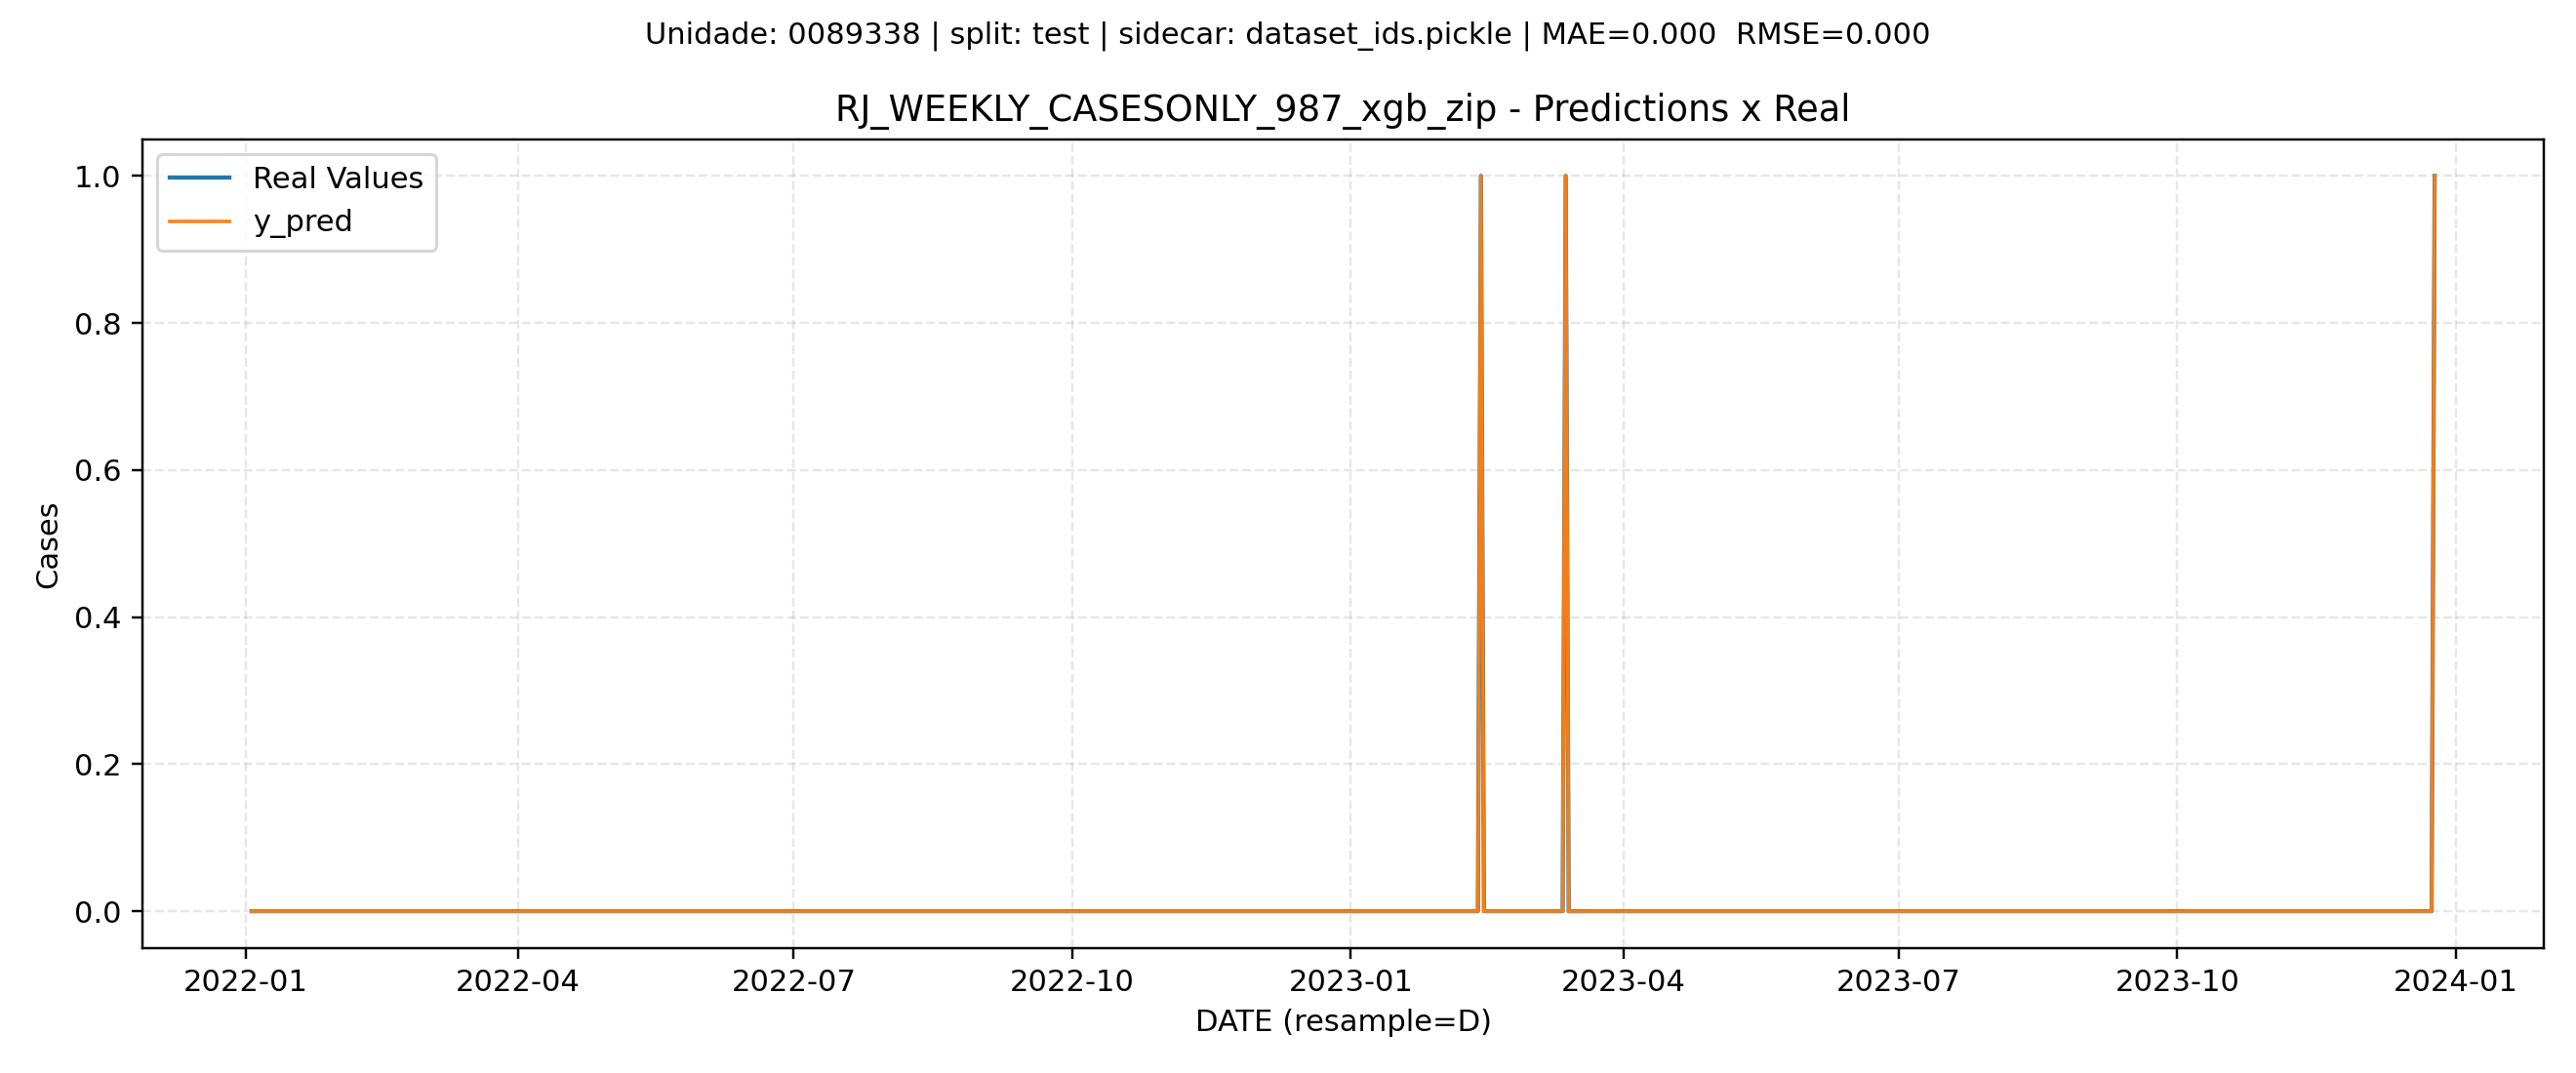 Unidade: 0089338 | split: test | sidecar: dataset_ids.pickle | MAE=0.000  RMSE=0.000
RJ_WEEKLY_CASESONLY_987_xgb_zip - Predictions x Real
Real Values
y_pred
1.0
0.8
0.6
0.4
0.2
0.0
Cases
2022-01 2022-04 2022-07 2022-10 2023-01 2023-04 2023-07 2023-10 2024-01
DATE (resample=D)